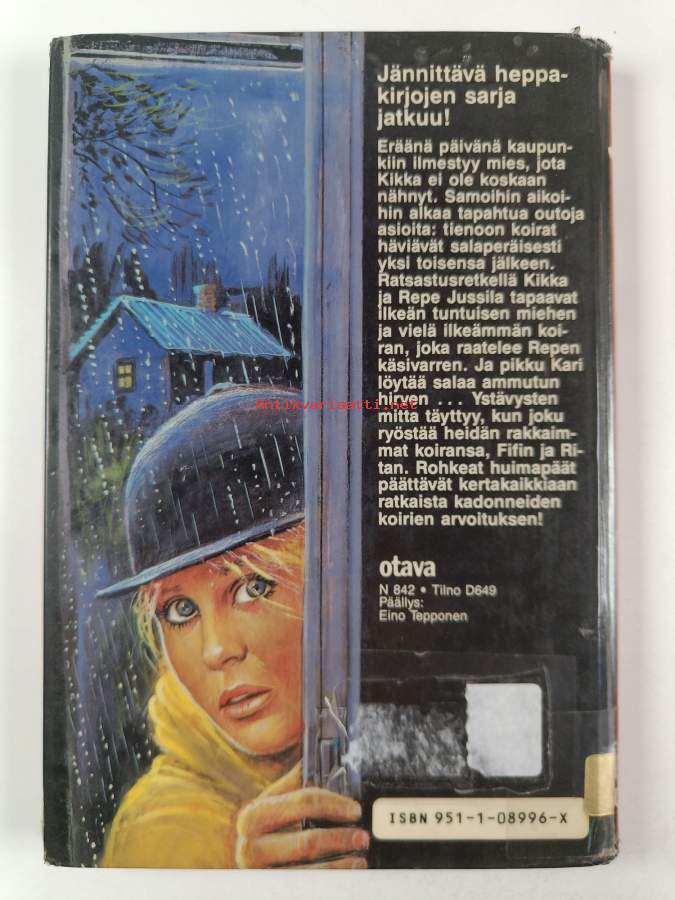 Jännittävä heppa-
kirjojen sarja
jatkuu!
Eräänä päivänä kaupun-
kiin ilmestyy mies, jota
Kikka ei ole koskaan
nähnyt. Samoihin aikoi-
hin alkaa tapahtua outoja
asioita: tienoon koirat
häviävät salaperäisesti
yksi toisensa jälkeen.
Ratsastusretkellä Kikka
ja Repe Jussila tapaavat
ilkeän tuntuisen miehen
ja vielä ilkeämmän koi-
ran, joka raatelee Repen
käsivarren. Ja pikku Kari
löytää salaa ammutun
hirven ... Ystävysten
mitta täyttyy, kun joku
ryöstää heidän rakkaim-
mat koiransa, Fifin ja Ri-
tan. Rohkeat huimapäät
päättävät kertakaikkiaan
ratkaista kadonneiden
koirien arvoituksen!
Antikvariaatti.net
otava
N 842 • Tilno D649
Päällys:
Eino Tepponen
ISBN 951-1-08996-X